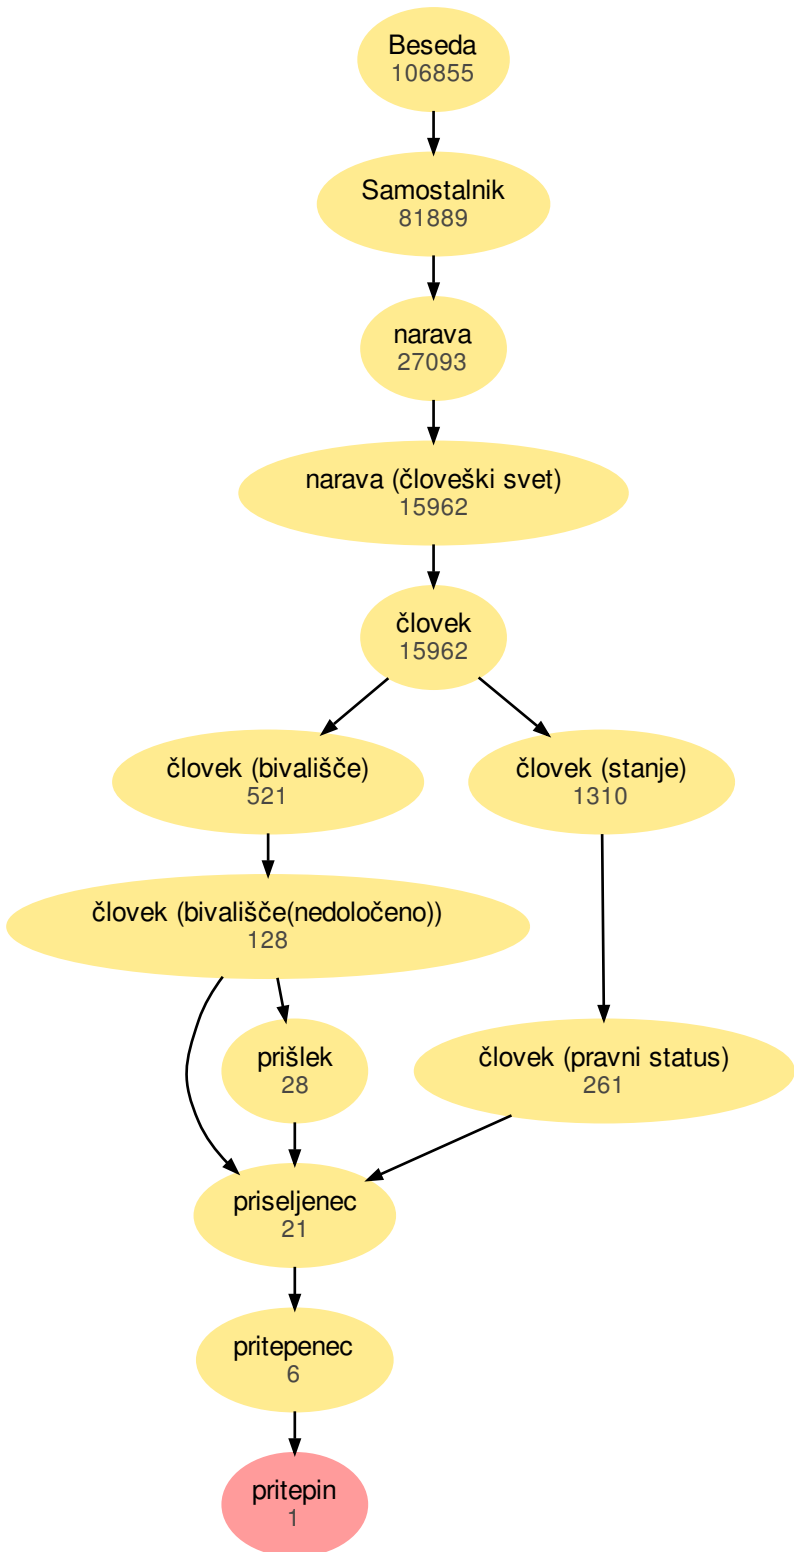 Beseda
106855
Samostalnik
81889
narava
27093
narava (človeški svet)
15962
človek
15962
človek (bivališče)
521
človek (stanje)
1310
človek (bivališče(nedoločeno))
128
prišlek
28
človek (pravni status)
261
priseljenec
21
pritepenec
6
pritepin
1